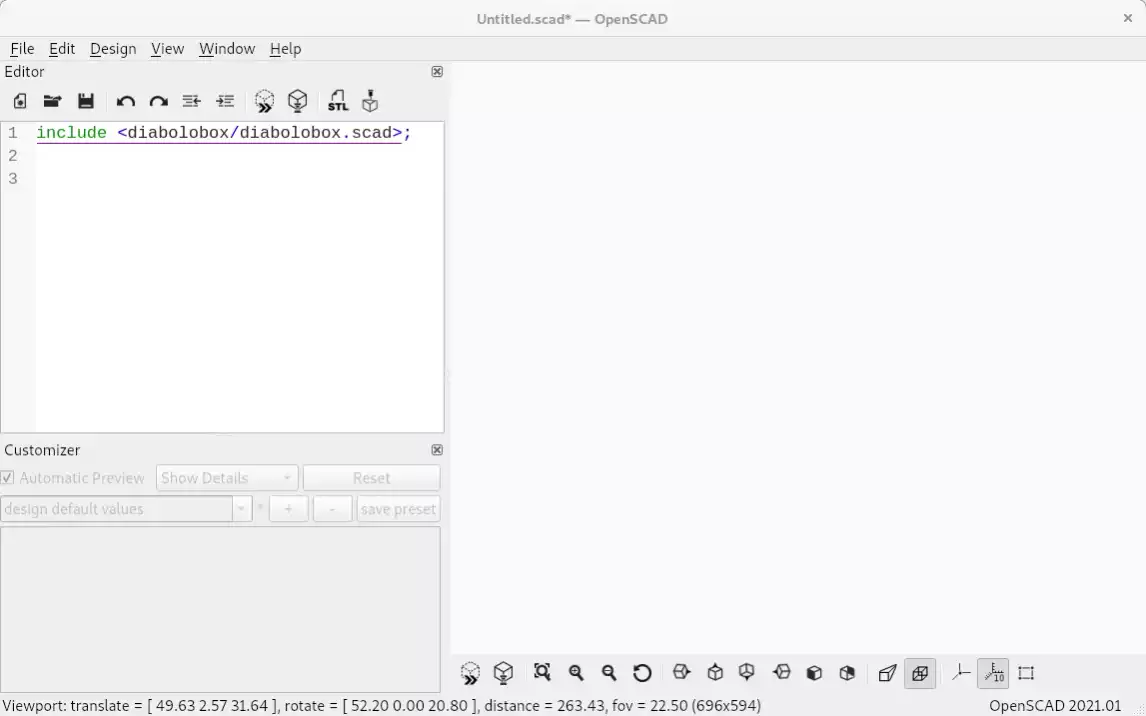 Untitled.scad* — OpenSCAD
File Edit Design View Window Help
Editor
STL
1 include <diabolobox/diabolobox.scad>;
2
3
Customizer
Automatic Preview Show Details Reset
design default values * + - save preset
10
Viewport: translate = [ 49.63 2.57 31.64 ], rotate = [ 52.20 0.00 20.80 ], distance = 263.43, fov = 22.50 (696x594) OpenSCAD 2021.01